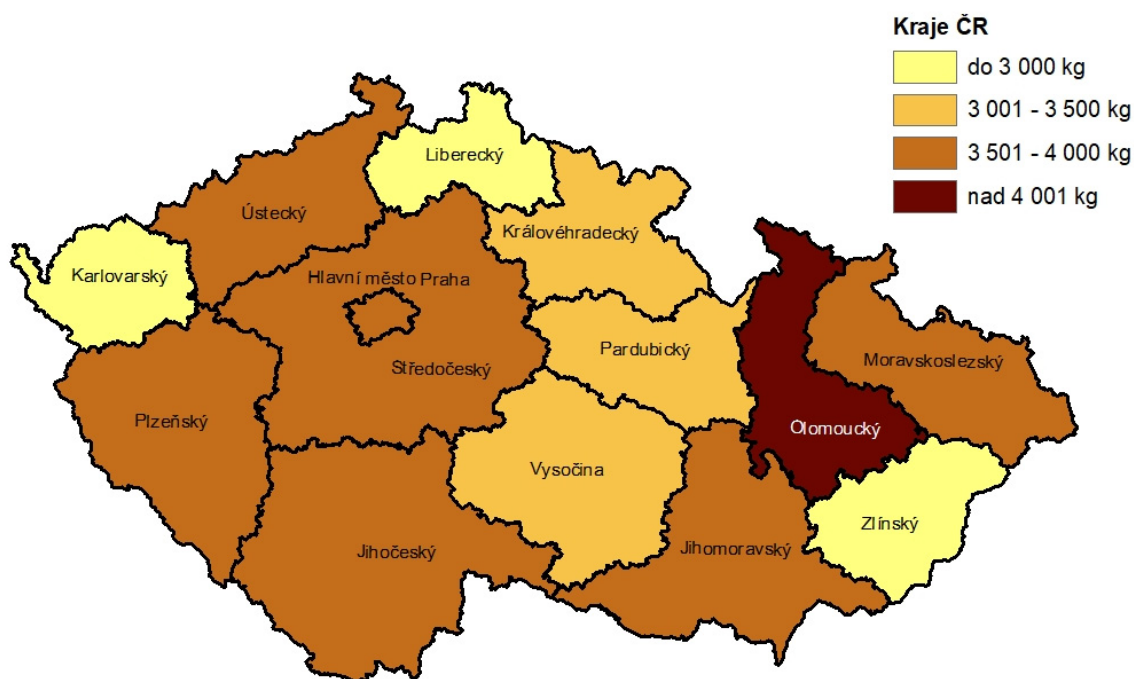 Kraje ČR
do 3 000 kg
3 001 - 3 500 kg
3 501 - 4 000 kg
nad 4 001 kg
Liberecký
Ústecký
Královéhradecký
Karlovarský
Hlavní město Praha
Pardubický
Moravskoslezský
Středočeský
Plzeňský
Olomoucký
Vysočina
Zlínský
Jihočeský
Jihomoravský